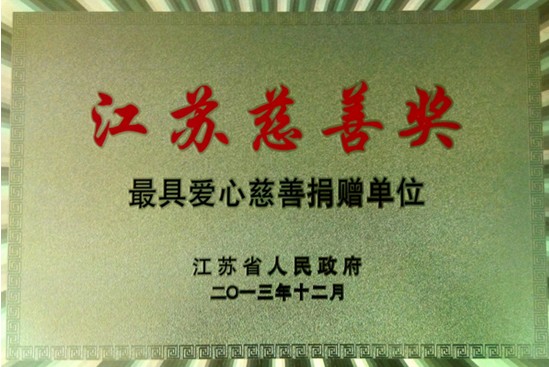 江苏慈善奖
最具爱心慈善捐赠单位
江苏省人民政府
二〇一三年十二月